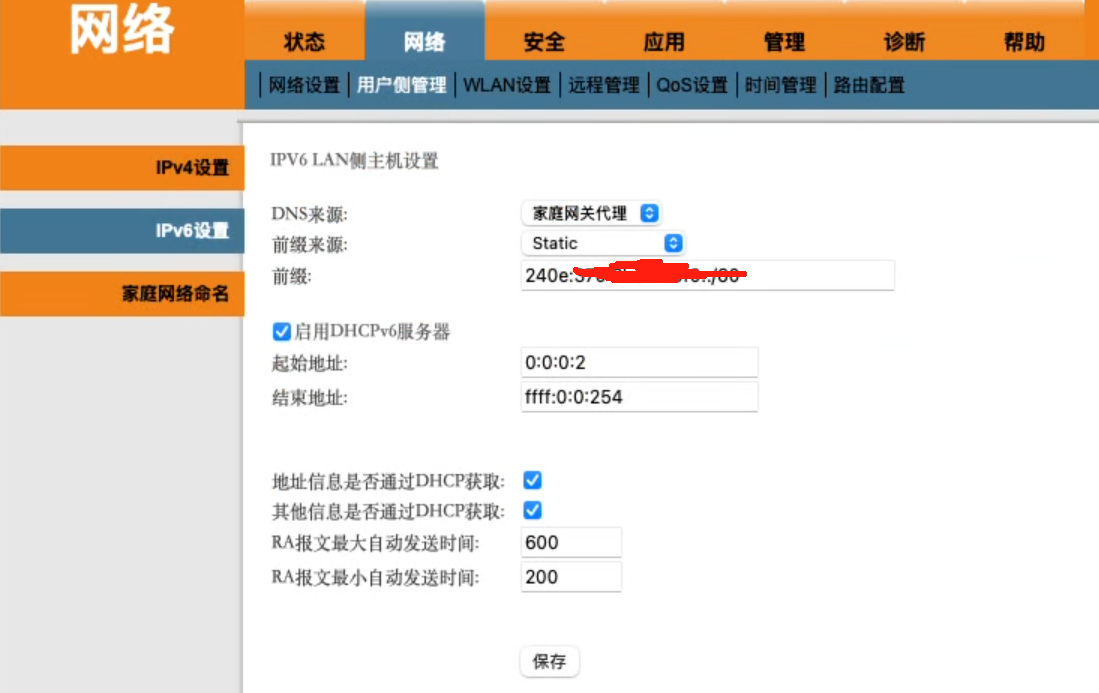 网络
状态 网络 安全 应用 管理 诊断 帮助
网络设置 用户侧管理 WLAN设置 远程管理 QoS设置 时间管理 路由配置
IPv4设置
IPv6设置
家庭网络命名
IPV6 LAN侧主机设置
DNS来源: 家庭网关代理
前缀来源: Static
前缀: 240e:
启用DHCPv6服务器
起始地址: 0:0:0:2
结束地址: ffff:0:0:254
地址信息是否通过DHCP获取:
其他信息是否通过DHCP获取:
RA报文最大自动发送时间: 600
RA报文最小自动发送时间: 200
保存